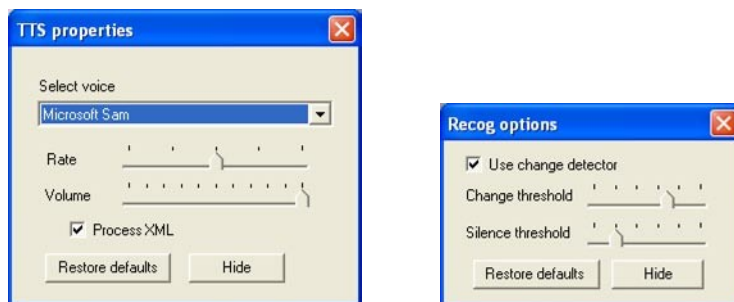 TTS properties
Select voice
Microsoft Sam
Rate
Volume
Process XML
Restore defaults Hide
Recog options
Use change detector
Change threshold
Silence threshold
Restore defaults Hide